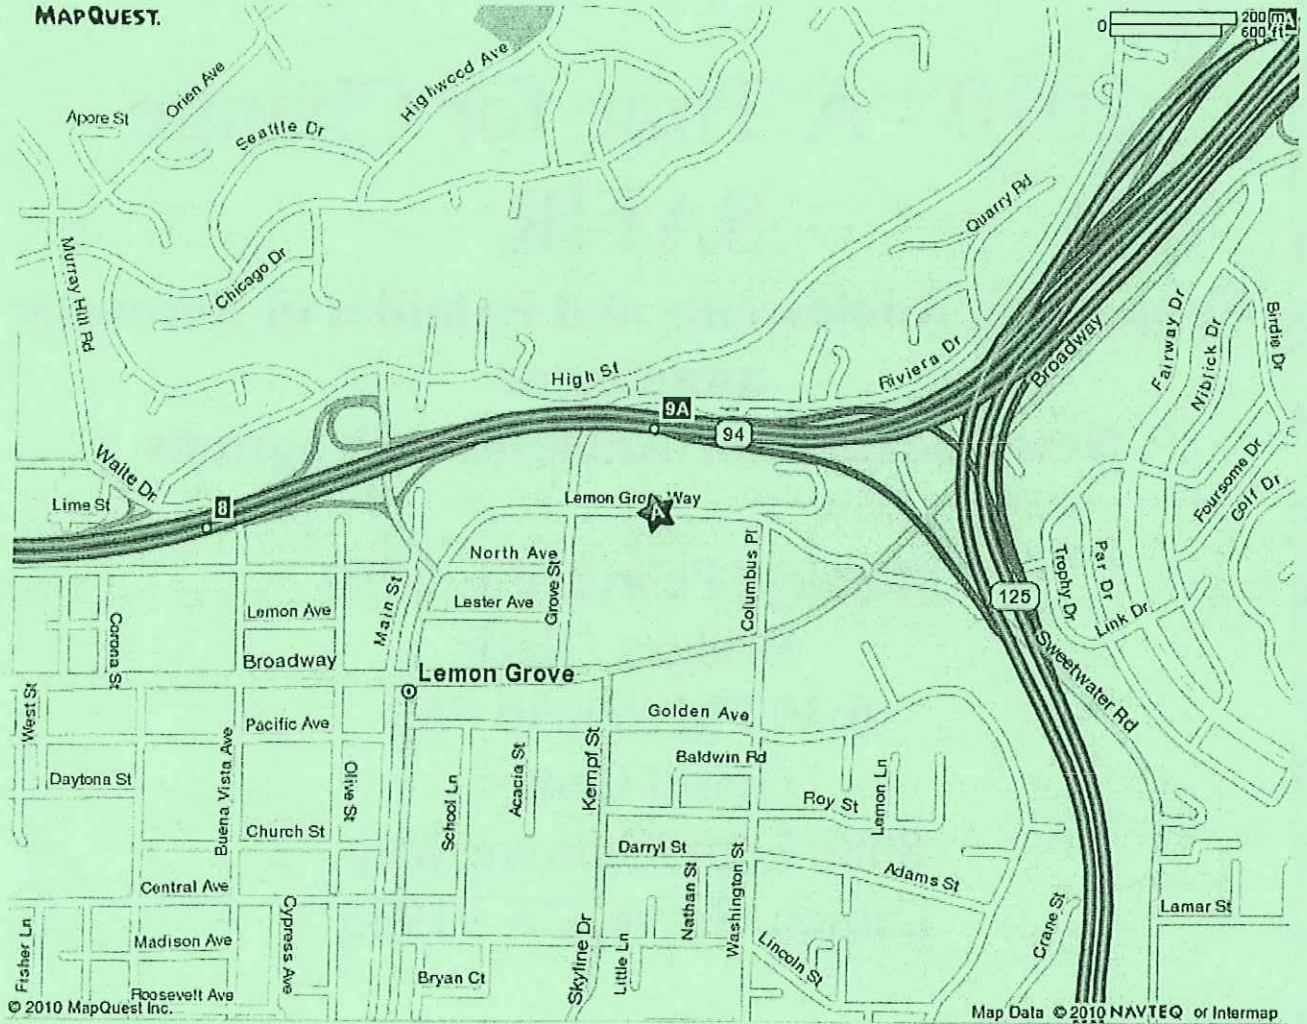 MAPQUEST.
0
200 m
600 ft
A
Apore St
Orien Ave
Highwood Ave
Seattle Dr
Chicago Dr
Murray Hill Rd
Quarry Rd
Fairway Dr
Niblick Dr
Birdie Dr
High St
Riviera Dr
Broadway
9A
94
Waite Dr
Lime St
8
Lemon Grove Way
A
Foursome Dr
Golf Dr
North Ave
Columbus Pl
Trophy Dr
Par Dr
Link Dr
125
Corona St
Lemon Ave
Main St
Lester Ave
Grove St
Broadway
Lemon Grove
Sweetwater Rd
West St
Pacific Ave
Golden Ave
Daytona St
Buena Vista Ave
Olive St
School Ln
Acacia St
Kempf St
Baldwin Rd
Roy St
Lemon Ln
Church St
Darryl St
Central Ave
Nathan St
Washington St
Adams St
Lamar St
Fisher Ln
Madison Ave
Cypress Ave
Bryan Ct
Skyline Dr
Little Ln
Lincoln St
Crane St
Roosevelt Ave
© 2010 MapQuest Inc.
Map Data © 2010 NAVTEQ or Intermap